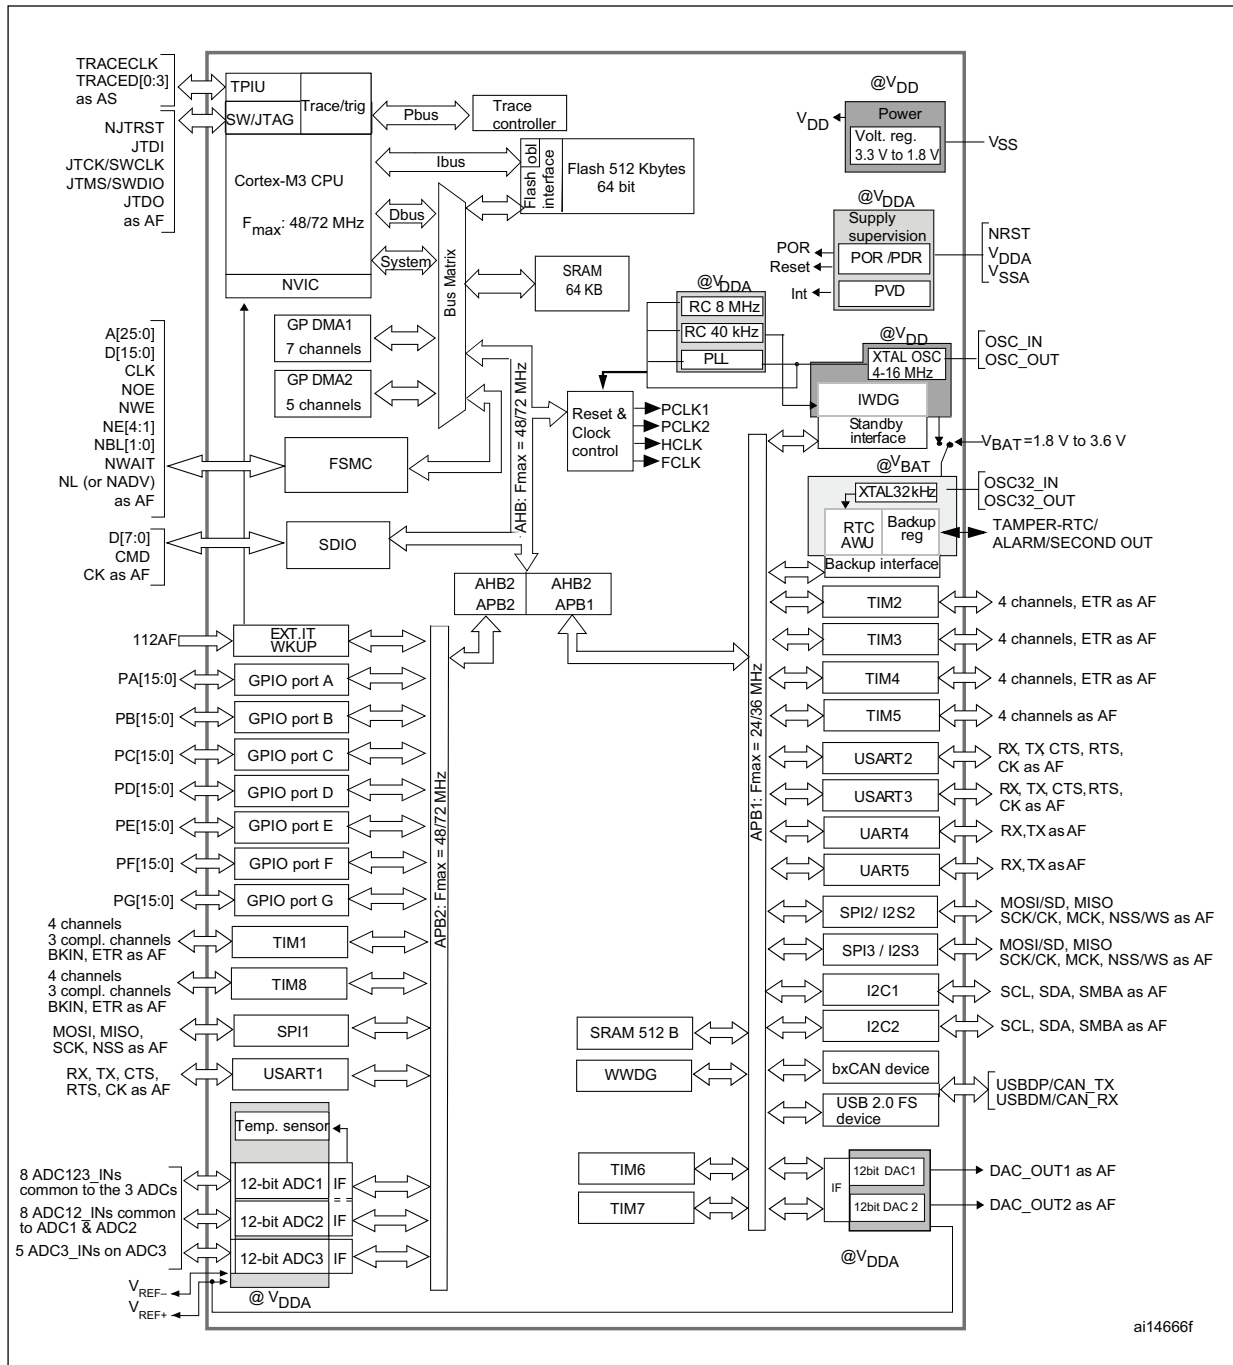 TRACECLK
TRACED[0:3]
as AS
NJTRST
JTDI
JTCK/SWCLK
JTMS/SWDIO
JTDO
as AF
TPIU
SW/JTAG
Trace/trig
Pbus
Trace
controller
Cortex-M3 CPU
Fmax: 48/72 MHz
NVIC
Ibus
Dbus
System
Bus Matrix
Flash obl
interface
Flash 512 Kbytes
64 bit
SRAM
64 KB
GP DMA1
7 channels
GP DMA2
5 channels
@VDD
Power
VDD
Volt. reg.
3.3 V to 1.8 V
VSS
@VDDA
Supply
supervision
POR
Reset
Int
POR /PDR
PVD
NRST
VDDA
VSSA
@VDDA
RC 8 MHz
RC 40 kHz
PLL
@VDD
XTAL OSC
4-16 MHz
OSC_IN
OSC_OUT
IWDG
Standby
interface
VBAT=1.8 V to 3.6 V
@VBAT
XTAL32kHz
OSC32_IN
OSC32_OUT
RTC
AWU
Backup
reg
Backup interface
TAMPER-RTC/
ALARM/SECOND OUT
Reset &
Clock
control
PCLK1
PCLK2
HCLK
FCLK
AHB: Fmax = 48/72 MHz
A[25:0]
D[15:0]
CLK
NOE
NWE
NE[4:1]
NBL[1:0]
NWAIT
NL (or NADV)
as AF
FSMC
D[7:0]
CMD
CK as AF
SDIO
AHB2
APB2
AHB2
APB1
112AF
EXT.IT
WKUP
PA[15:0]
GPIO port A
PB[15:0]
GPIO port B
PC[15:0]
GPIO port C
PD[15:0]
GPIO port D
PE[15:0]
GPIO port E
PF[15:0]
GPIO port F
PG[15:0]
GPIO port G
4 channels
3 compl. channels
BKIN, ETR as AF
TIM1
4 channels
3 compl. channels
BKIN, ETR as AF
TIM8
MOSI, MISO,
SCK, NSS as AF
SPI1
RX, TX, CTS,
RTS, CK as AF
USART1
Temp. sensor
8 ADC123_INs
common to the 3 ADCs
12-bit ADC1
IF
8 ADC12_INs common
to ADC1 & ADC2
12-bit ADC2
IF
5 ADC3_INs on ADC3
12-bit ADC3
IF
VREF–
VREF+
@ VDDA
APB2: Fmax = 48/72 MHz
APB1: Fmax = 24/36 MHz
TIM2
4 channels, ETR as AF
TIM3
4 channels, ETR as AF
TIM4
4 channels, ETR as AF
TIM5
4 channels as AF
USART2
RX, TX CTS, RTS,
CK as AF
USART3
RX, TX, CTS, RTS,
CK as AF
UART4
RX,TX as AF
UART5
RX,TX as AF
SPI2/ I2S2
MOSI/SD, MISO
SCK/CK, MCK, NSS/WS as AF
SPI3 / I2S3
MOSI/SD, MISO
SCK/CK, MCK, NSS/WS as AF
I2C1
SCL, SDA, SMBA as AF
I2C2
SCL, SDA, SMBA as AF
SRAM 512 B
WWDG
bxCAN device
USB 2.0 FS
device
USBDP/CAN_TX
USBDM/CAN_RX
TIM6
TIM7
IF
12bit DAC1
DAC_OUT1 as AF
12bit DAC 2
DAC_OUT2 as AF
@VDDA
ai14666f